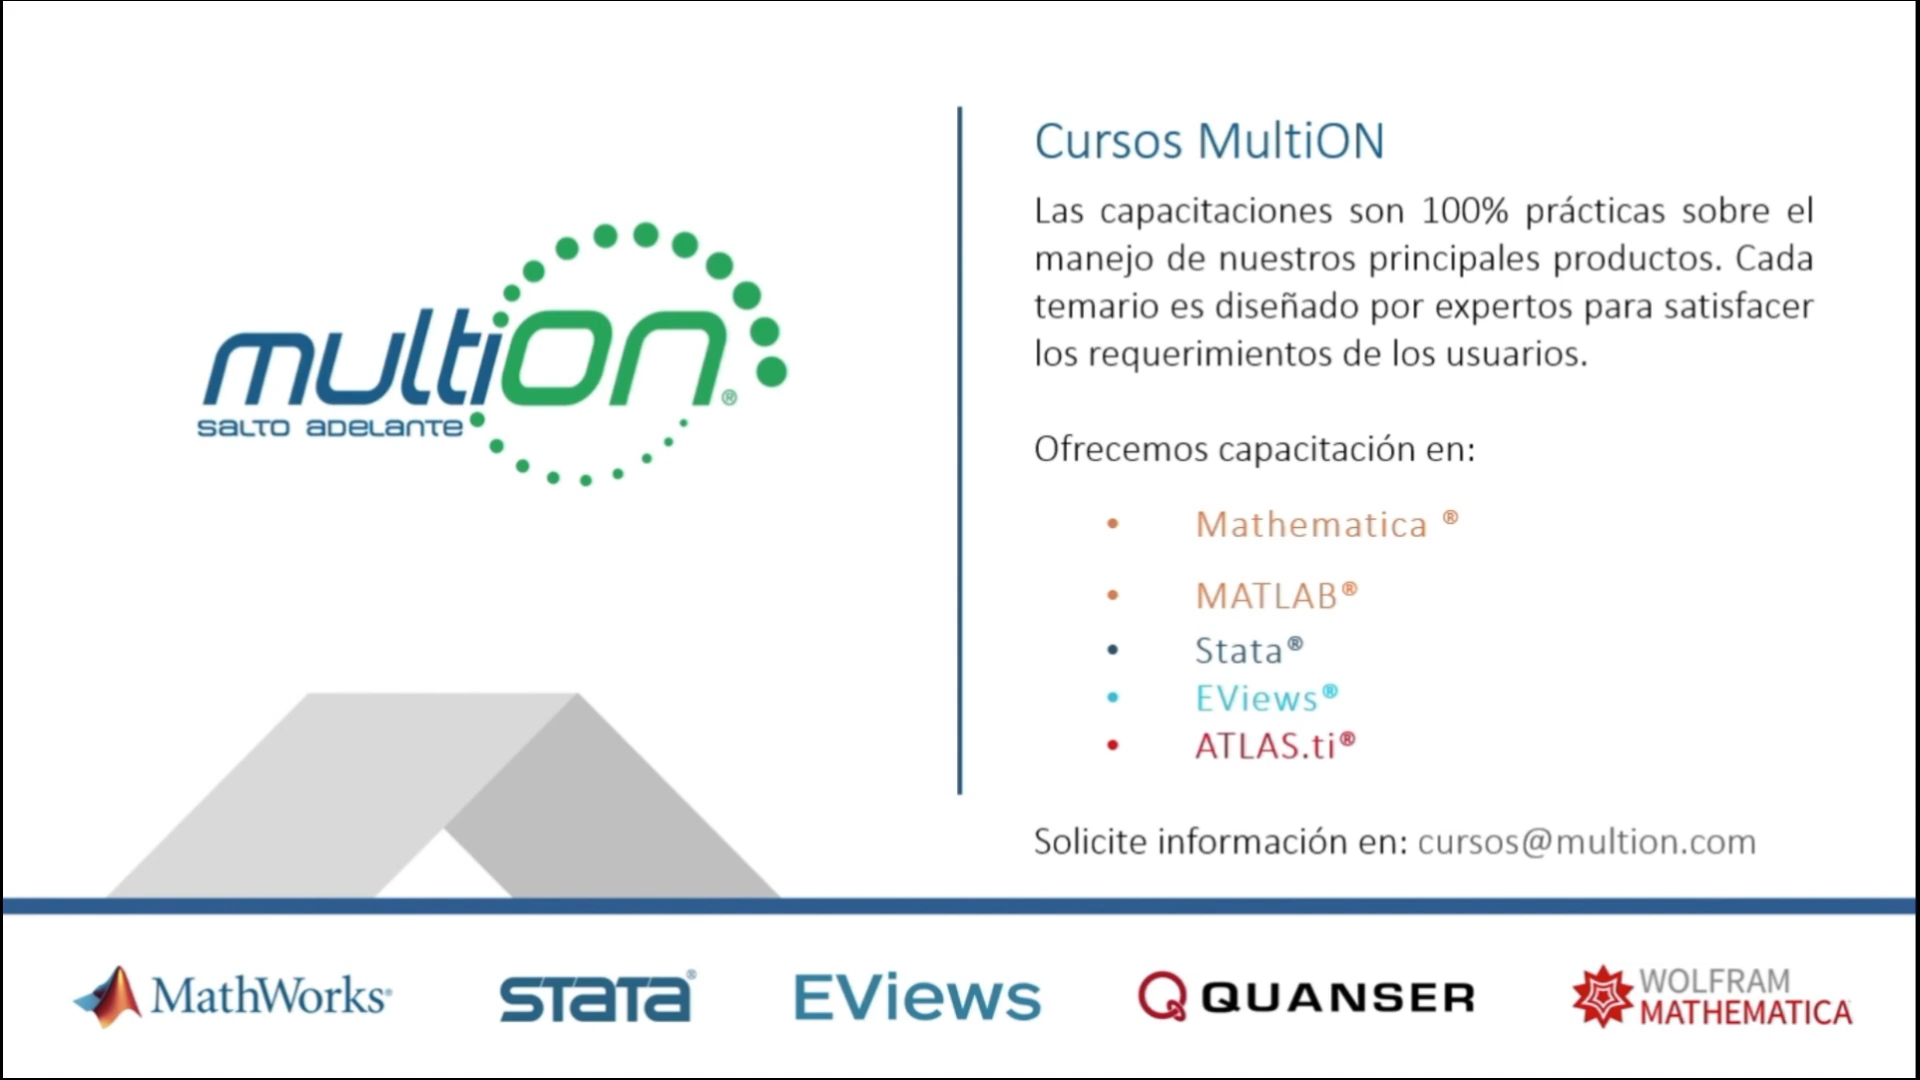 multiON®
SALTO ADELANTE
Cursos MultiON
Las capacitaciones son 100% prácticas sobre el
manejo de nuestros principales productos. Cada
temario es diseñado por expertos para satisfacer
los requerimientos de los usuarios.
Ofrecemos capacitación en:
• Mathematica ®
• MATLAB®
• Stata®
• EViews®
• ATLAS.ti®
Solicite información en: cursos@multion.com
MathWorks®
STATA®
EViews
QUANSER
WOLFRAM
MATHEMATICA